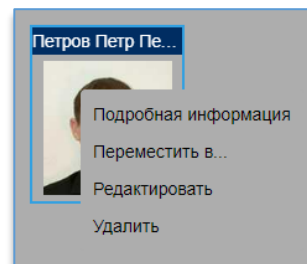 Петров Петр Пе...
Подробная информация
Переместить в...
Редактировать
Удалить